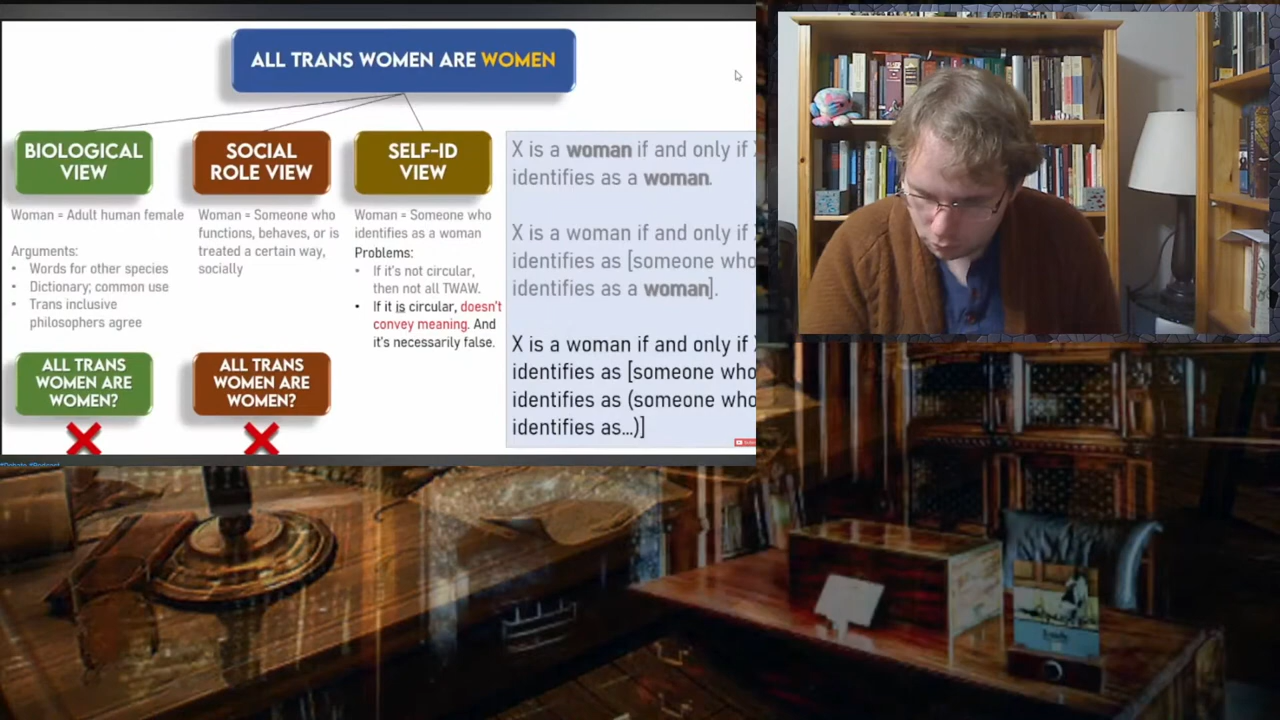 ALL TRANS WOMEN ARE WOMEN
BIOLOGICAL
VIEW
Woman = Adult human female
Arguments:
• Words for other species
• Dictionary; common use
• Trans inclusive
philosophers agree
ALL TRANS
WOMEN ARE
WOMEN?
SOCIAL
ROLE VIEW
Woman = Someone who
functions, behaves, or is
treated a certain way,
socially
ALL TRANS
WOMEN ARE
WOMEN?
SELF-ID
VIEW
Woman = Someone who
identifies as a woman
Problems:
• If it's not circular,
then not all TWAW.
• If it is circular, doesn't
convey meaning. And
it's necessarily false.
X is a woman if and only if
identifies as a woman.
X is a woman if and only if
identifies as [someone who
identifies as a woman].
X is a woman if and only if
identifies as [someone who
identifies as (someone who
identifies as...)]
#Debate #Podcast